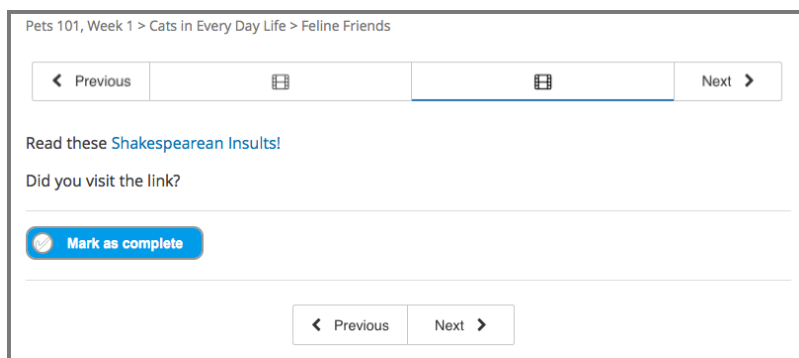 Pets 101, Week 1 > Cats in Every Day Life > Feline Friends
Previous Next
Read these Shakespearean Insults!
Did you visit the link?
Mark as complete
Previous Next